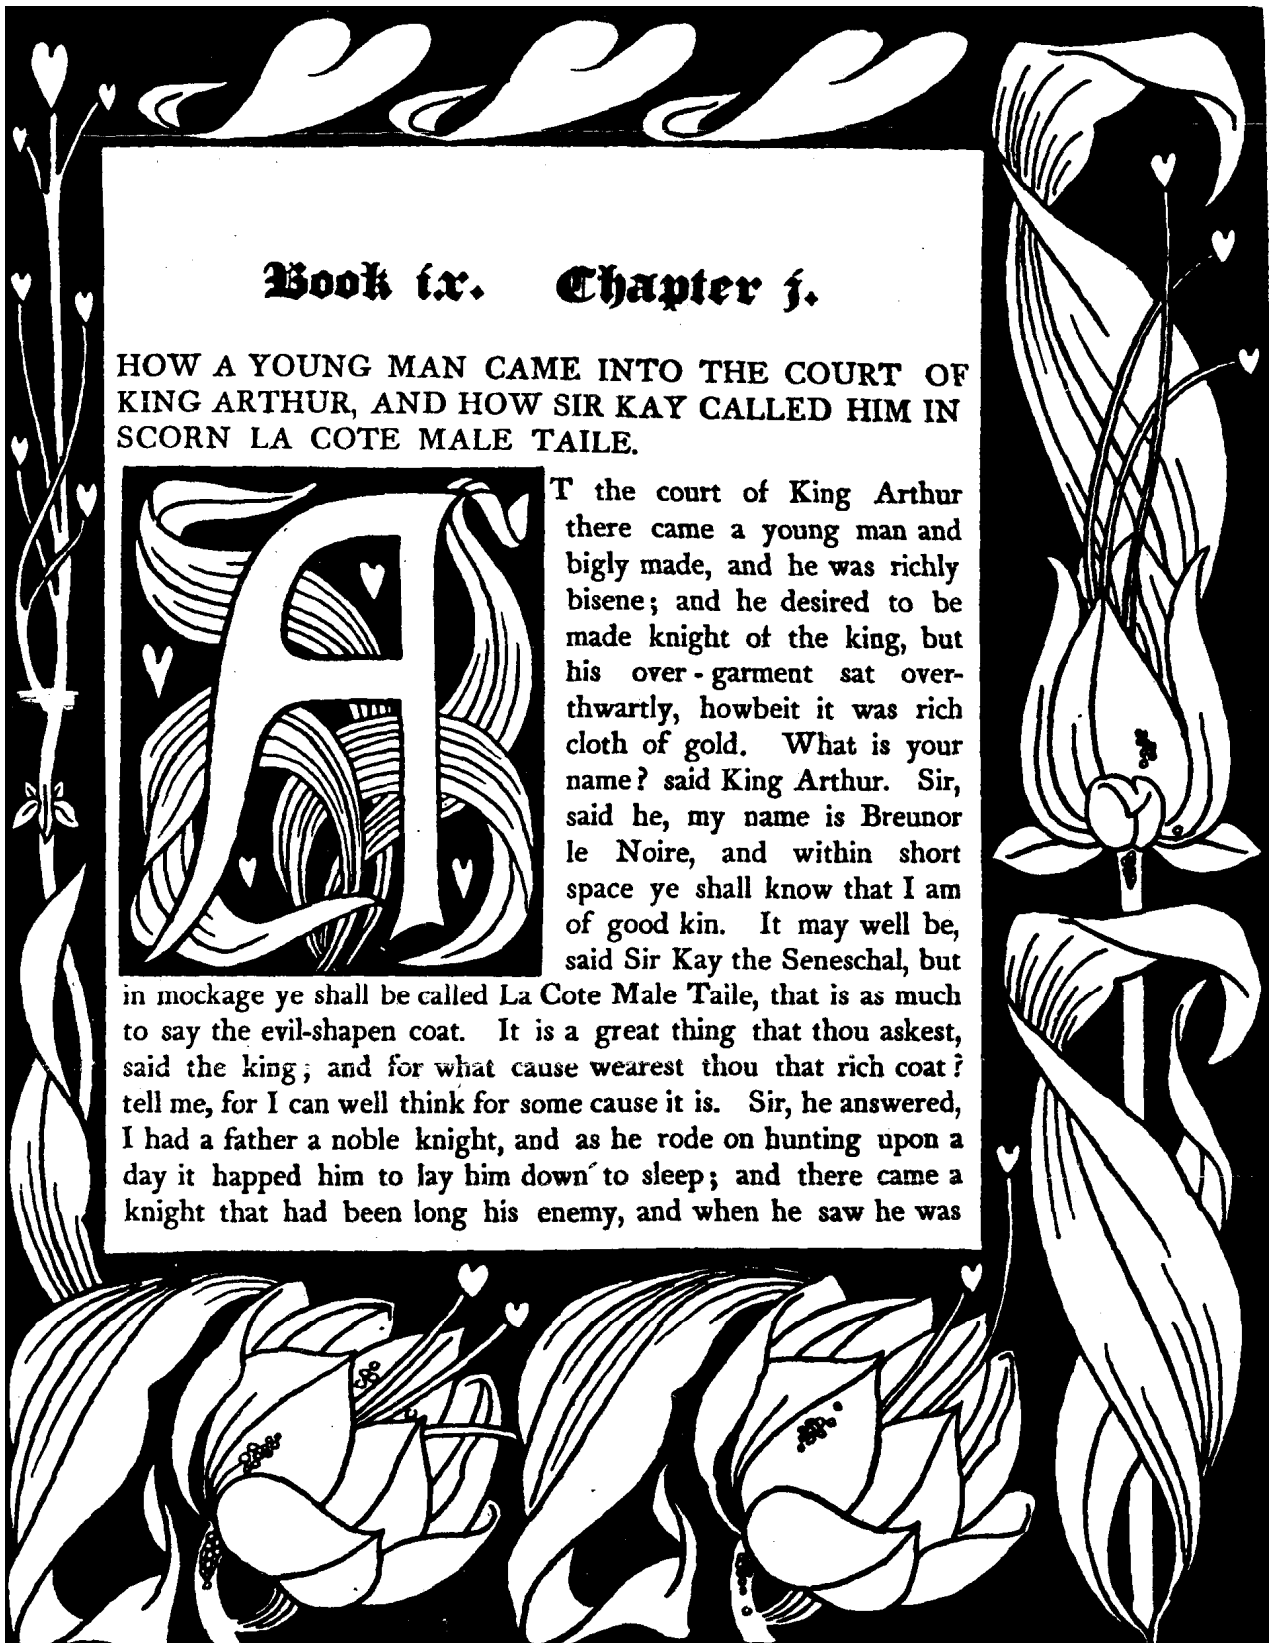 Book ix. Chapter j.
HOW A YOUNG MAN CAME INTO THE COURT OF
KING ARTHUR, AND HOW SIR KAY CALLED HIM IN
SCORN LA COTE MALE TAILE.
AT the court of King Arthur
there came a young man and
bigly made, and he was richly
bisene; and he desired to be
made knight of the king, but
his over-garment sat over-
thwartly, howbeit it was rich
cloth of gold. What is your
name? said King Arthur. Sir,
said he, my name is Breunor
le Noire, and within short
space ye shall know that I am
of good kin. It may well be,
said Sir Kay the Seneschal, but
in mockage ye shall be called La Cote Male Taile, that is as much
to say the evil-shapen coat. It is a great thing that thou askest,
said the king; and for what cause wearest thou that rich coat?
tell me, for I can well think for some cause it is. Sir, he answered,
I had a father a noble knight, and as he rode on hunting upon a
day it happed him to lay him down to sleep; and there came a
knight that had been long his enemy, and when he saw he was